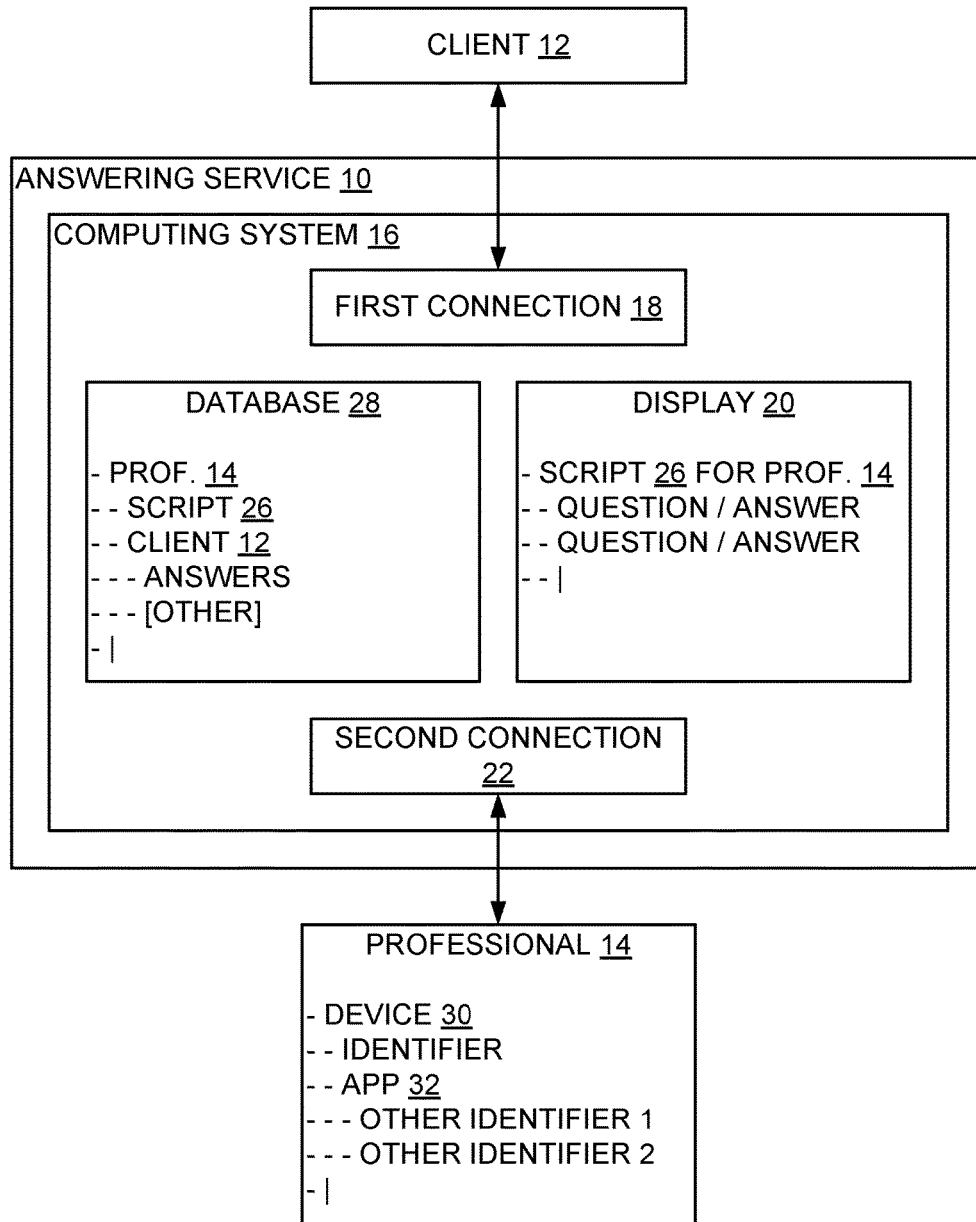 CLIENT 12
ANSWERING SERVICE 10
COMPUTING SYSTEM 16
FIRST CONNECTION 18
DATABASE 28
- PROF. 14
- - SCRIPT 26
- - CLIENT 12
- - - ANSWERS
- - - [OTHER]
- |
DISPLAY 20
- SCRIPT 26 FOR PROF. 14
- - QUESTION / ANSWER
- - QUESTION / ANSWER
- - |
SECOND CONNECTION
22
PROFESSIONAL 14
- DEVICE 30
- - IDENTIFIER
- - APP 32
- - - OTHER IDENTIFIER 1
- - - OTHER IDENTIFIER 2
- |